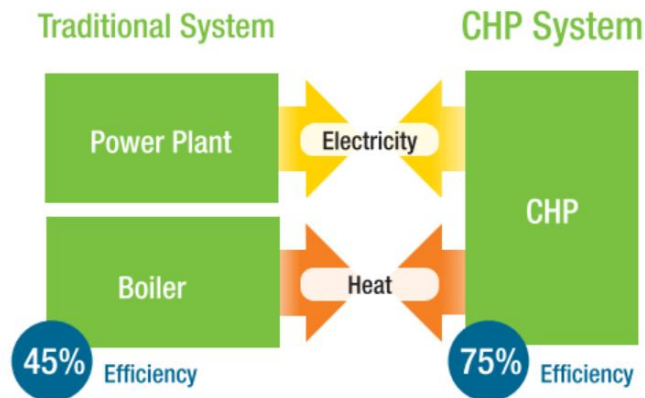 Traditional System
CHP System
Power Plant
Electricity
CHP
Boiler
Heat
45% Efficiency
75% Efficiency